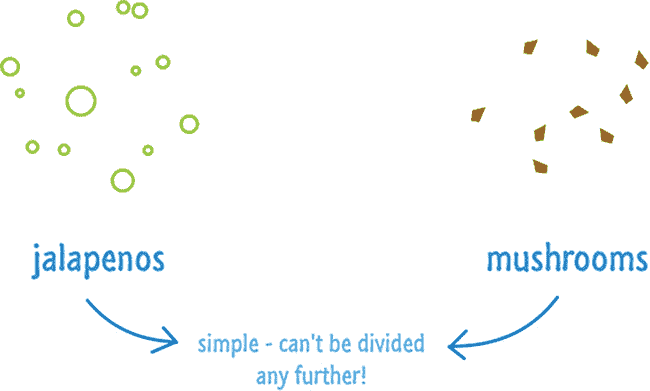 jalapenos
mushrooms
simple - can't be divided
any further!